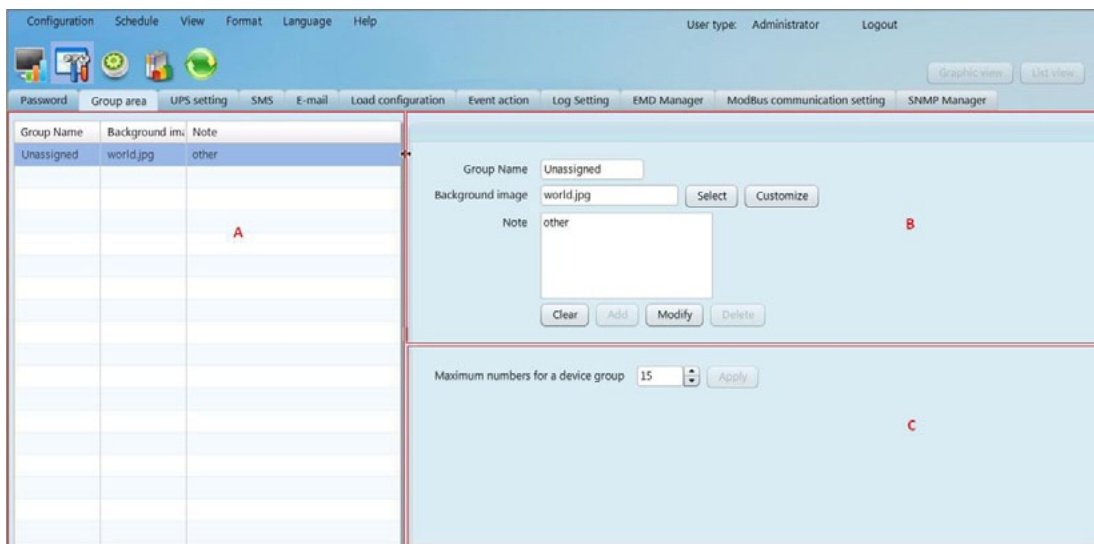 Configuration Schedule View Format Language Help User type: Administrator Logout
Graphic view List view
Password Group area UPS setting SMS E-mail Load configuration Event action Log Setting EMD Manager ModBus communication setting SNMP Manager
Group Name Background ima Note
Unassigned world.jpg other
Group Name Unassigned
Background image world.jpg Select Customize
Note other
A
B
Clear Add Modify Delete
Maximum numbers for a device group 15 Apply
C